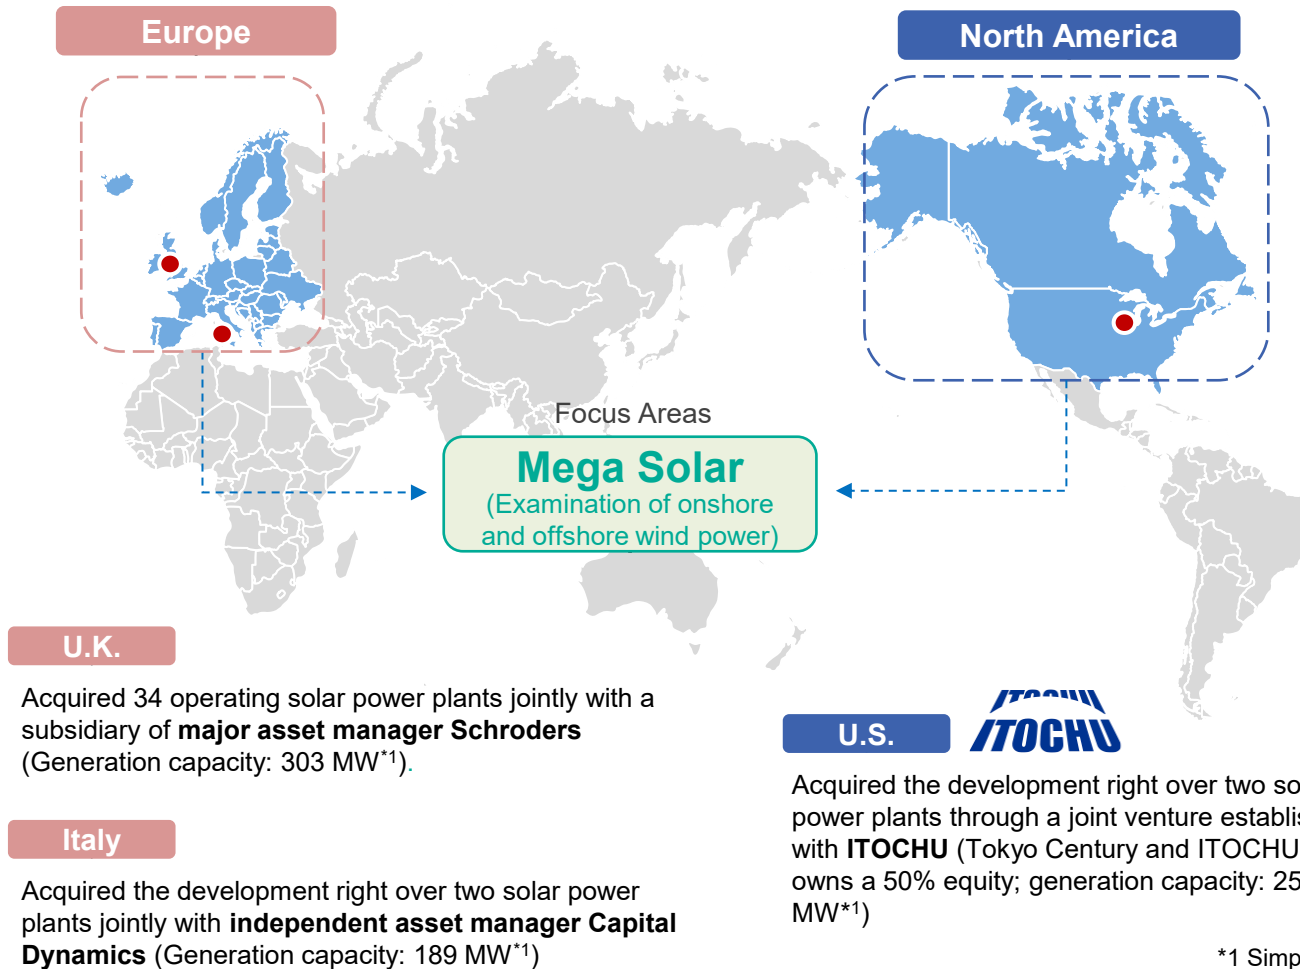 Europe
North America
Focus Areas
Mega Solar
(Examination of onshore
and offshore wind power)
U.K.
Acquired 34 operating solar power plants jointly with a
subsidiary of major asset manager Schroders
(Generation capacity: 303 MW*1).
Italy
Acquired the development right over two solar power
plants jointly with independent asset manager Capital
Dynamics (Generation capacity: 189 MW*1)
U.S.
ITOCHU
Acquired the development right over two
power plants through a joint venture
with ITOCHU (Tokyo Century and ITOCHU
owns a 50% equity; generation capacity:
MW*1)
*1